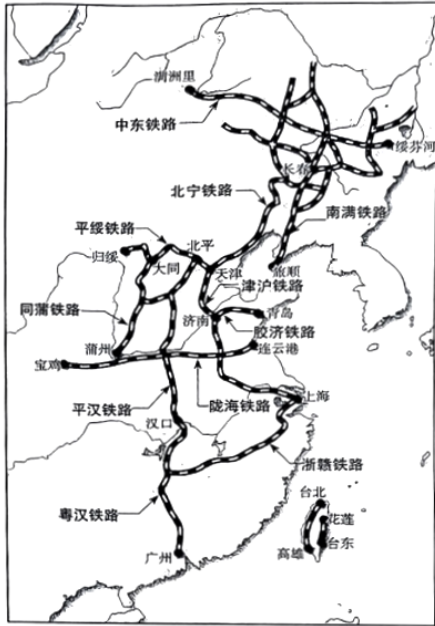 满洲里
中东铁路
绥芬河
长春
北宁铁路
南满铁路
平绥铁路
北平
归绥
大同
天津
旅顺
津沪铁路
同蒲铁路
济南
青岛
胶济铁路
蒲州
连云港
宝鸡
平汉铁路
陇海铁路
上海
汉口
浙赣铁路
粤汉铁路
台北
花莲
广州
高雄
台东